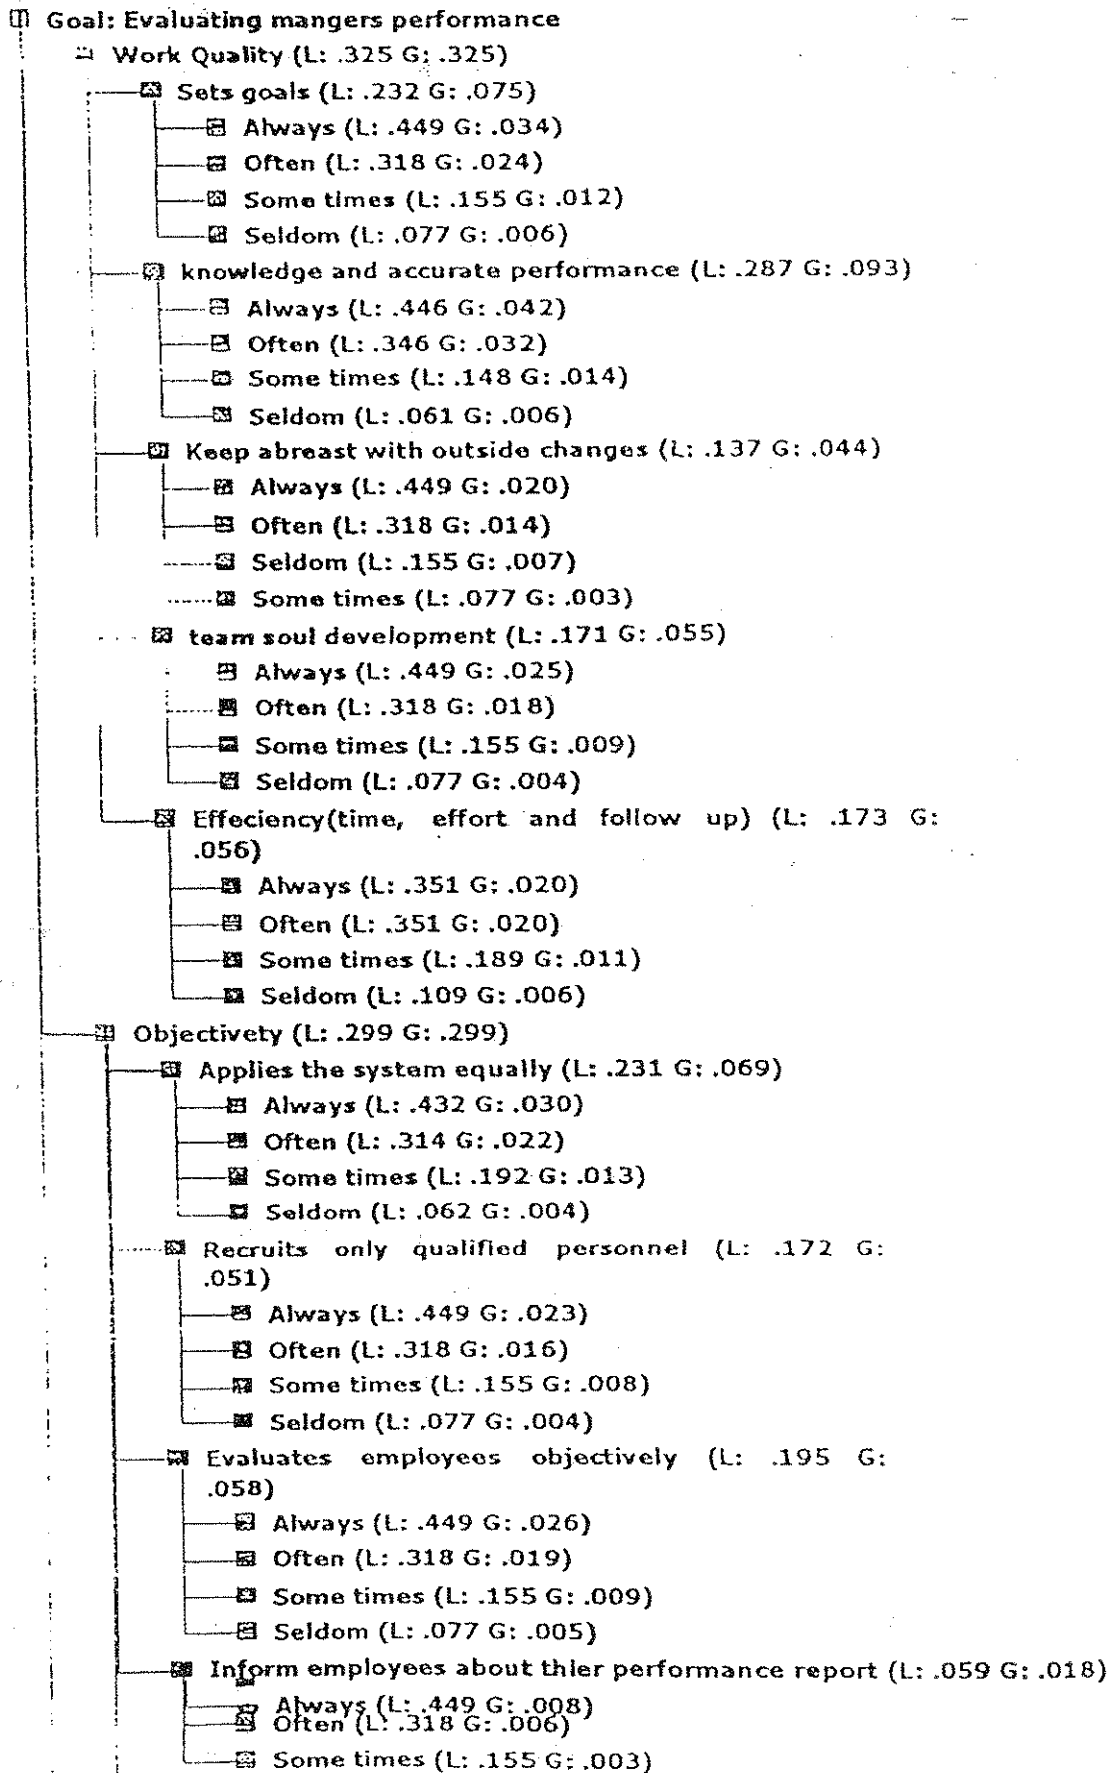 Goal: Evaluating mangers performance
Work Quality (L: .325 G: .325)
Sets goals (L: .232 G: .075)
Always (L: .449 G: .034)
Often (L: .318 G: .024)
Some times (L: .155 G: .012)
Seldom (L: .077 G: .006)
knowledge and accurate performance (L: .287 G: .093)
Always (L: .446 G: .042)
Often (L: .346 G: .032)
Some times (L: .148 G: .014)
Seldom (L: .061 G: .006)
Keep abreast with outside changes (L: .137 G: .044)
Always (L: .449 G: .020)
Often (L: .318 G: .014)
Seldom (L: .155 G: .007)
Some times (L: .077 G: .003)
team soul development (L: .171 G: .055)
Always (L: .449 G: .025)
Often (L: .318 G: .018)
Some times (L: .155 G: .009)
Seldom (L: .077 G: .004)
Effeciency(time, effort and follow up) (L: .173 G:
.056)
Always (L: .351 G: .020)
Often (L: .351 G: .020)
Some times (L: .189 G: .011)
Seldom (L: .109 G: .006)
Objectivety (L: .299 G: .299)
Applies the system equally (L: .231 G: .069)
Always (L: .432 G: .030)
Often (L: .314 G: .022)
Some times (L: .192 G: .013)
Seldom (L: .062 G: .004)
Recruits only qualified personnel (L: .172 G:
.051)
Always (L: .449 G: .023)
Often (L: .318 G: .016)
Some times (L: .155 G: .008)
Seldom (L: .077 G: .004)
Evaluates employees objectively (L: .195 G:
.058)
Always (L: .449 G: .026)
Often (L: .318 G: .019)
Some times (L: .155 G: .009)
Seldom (L: .077 G: .005)
Inform employees about thier performance report (L: .059 G: .018)
Always (L: .449 G: .008)
Often (L: .318 G: .006)
Some times (L: .155 G: .003)